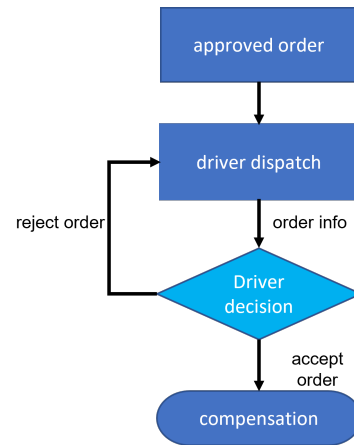 approved order
driver dispatch
reject order
order info
Driver
decision
accept
order
compensation